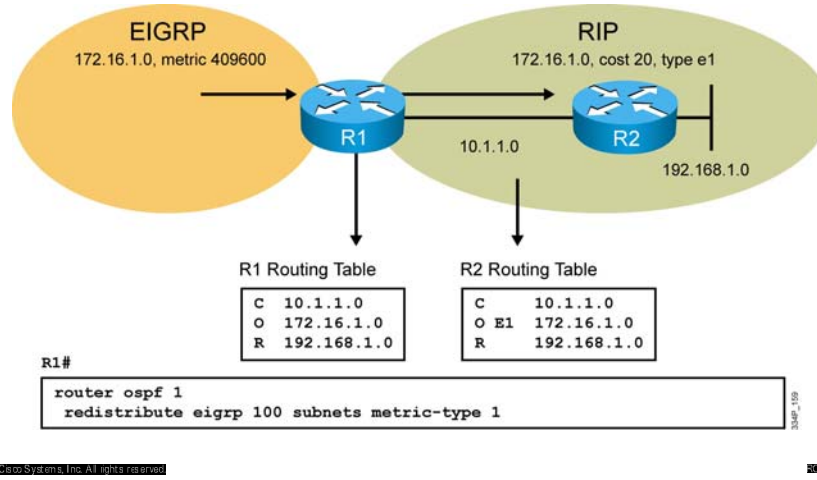 EIGRP
172.16.1.0, metric 409600
RIP
172.16.1.0, cost 20, type e1
R1
R2
10.1.1.0
192.168.1.0
R1 Routing Table
C 10.1.1.0
O 172.16.1.0
R 192.168.1.0
R2 Routing Table
C 10.1.1.0
O E1 172.16.1.0
R 192.168.1.0
R1#
router ospf 1
redistribute eigrp 100 subnets metric-type 1
334P_159
Cisco Systems, Inc. All rights reserved.